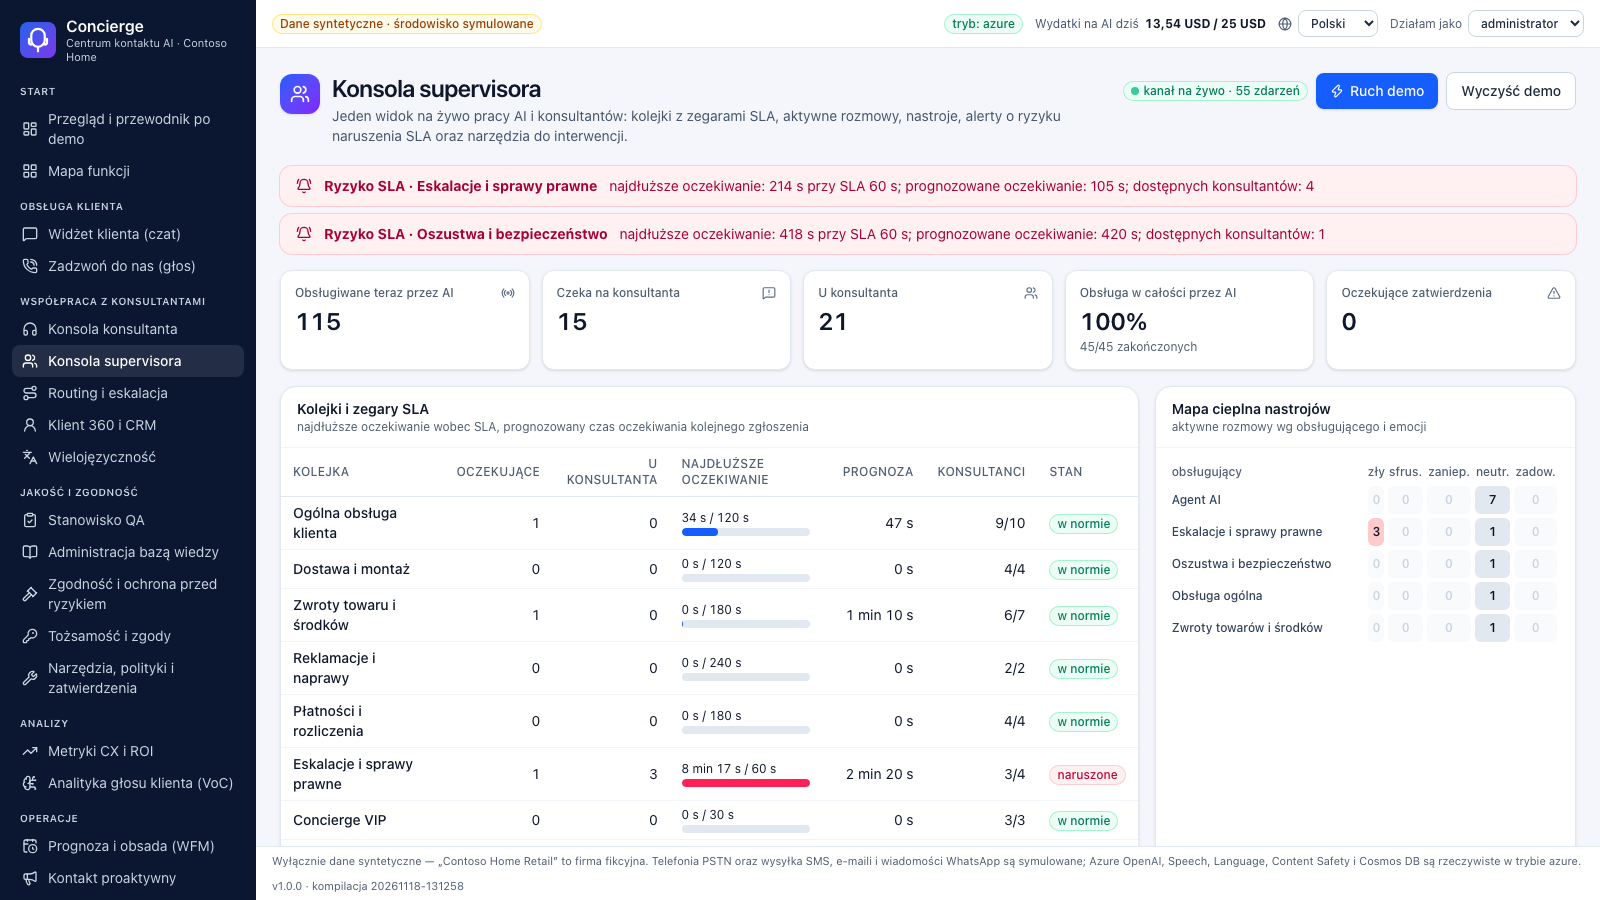 Concierge
Centrum kontaktu AI · Contoso
Home
START
Przegląd i przewodnik po
demo
Mapa funkcji
OBSŁUGA KLIENTA
Widżet klienta (czat)
Zadzwoń do nas (głos)
WSPÓŁPRACA Z KONSULTANTAMI
Konsola konsultanta
Konsola supervisora
Routing i eskalacja
Klient 360 i CRM
Wielojęzyczność
JAKOŚĆ I ZGODNOŚĆ
Stanowisko QA
Administracja bazą wiedzy
Zgodność i ochrona przed
ryzykiem
Tożsamość i zgody
Narzędzia, polityki i
zatwierdzenia
ANALIZY
Metryki CX i ROI
Analityka głosu klienta (VoC)
OPERACJE
Prognoza i obsada (WFM)
Kontakt proaktywny
Dane syntetyczne · środowisko symulowane
tryb: azure
Wydatki na AI dziś 13,54 USD / 25 USD
Polski
Działam jako
administrator
Konsola supervisora
Jeden widok na żywo pracy AI i konsultantów: kolejki z zegarami SLA, aktywne rozmowy, nastroje, alerty o ryzyku
naruszenia SLA oraz narzędzia do interwencji.
kanał na żywo · 55 zdarzeń
Ruch demo
Wyczyść demo
Ryzyko SLA · Eskalacje i sprawy prawne najdłuższe oczekiwanie: 214 s przy SLA 60 s; prognozowane oczekiwanie: 105 s; dostępnych konsultantów: 4
Ryzyko SLA · Oszustwa i bezpieczeństwo najdłuższe oczekiwanie: 418 s przy SLA 60 s; prognozowane oczekiwanie: 420 s; dostępnych konsultantów: 1
Obsługiwane teraz przez AI
115
Czeka na konsultanta
15
U konsultanta
21
Obsługa w całości przez AI
100%
45/45 zakończonych
Oczekujące zatwierdzenia
0
Kolejki i zegary SLA
najdłuższe oczekiwanie wobec SLA, prognozowany czas oczekiwania kolejnego zgłoszenia
KOLEJKA OCZEKUJĄCE U KONSULTANTA NAJDŁUŻSZE OCZEKIWANIE PROGNOZA KONSULTANCI STAN
Ogólna obsługa klienta 1 0 34 s / 120 s 47 s 9/10 w normie
Dostawa i montaż 0 0 0 s / 120 s 0 s 4/4 w normie
Zwroty towaru i środków 1 0 0 s / 180 s 1 min 10 s 6/7 w normie
Reklamacje i naprawy 0 0 0 s / 240 s 0 s 2/2 w normie
Płatności i rozliczenia 0 0 0 s / 180 s 0 s 4/4 w normie
Eskalacje i sprawy prawne 1 3 8 min 17 s / 60 s 2 min 20 s 3/4 naruszone
Concierge VIP 0 0 0 s / 30 s 0 s 3/3 w normie
Mapa cieplna nastrojów
aktywne rozmowy wg obsługującego i emocji
obsługujący zły sfrus. zaniep. neutr. zadow.
Agent AI 0 0 0 7 0
Eskalacje i sprawy prawne 3 0 0 1 0
Oszustwa i bezpieczeństwo 0 0 0 1 0
Obsługa ogólna 0 0 0 1 0
Zwroty towarów i środków 0 0 0 1 0
Wyłącznie dane syntetyczne — „Contoso Home Retail” to firma fikcyjna. Telefonia PSTN oraz wysyłka SMS, e-maili i wiadomości WhatsApp są symulowane; Azure OpenAI, Speech, Language, Content Safety i Cosmos DB są rzeczywiste w trybie azure.
v1.0.0 · kompilacja 20261118-131258